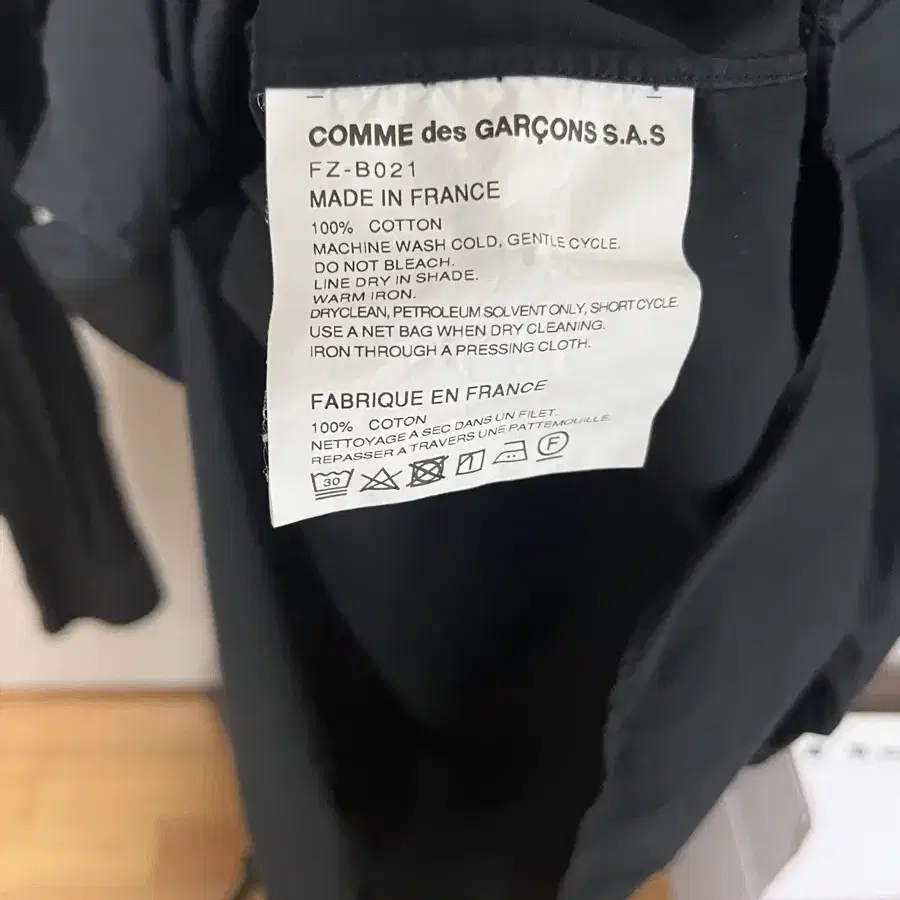 COMME des GARÇONS S.A.S
FZ-B021
MADE IN FRANCE
100% COTTON
MACHINE WASH COLD, GENTLE CYCLE.
DO NOT BLEACH.
LINE DRY IN SHADE.
WARM IRON.
DRYCLEAN, PETROLEUM SOLVENT ONLY, SHORT CYCLE.
USE A NET BAG WHEN DRY CLEANING.
IRON THROUGH A PRESSING CLOTH.
FABRIQUE EN FRANCE
100% COTON
NETTOYAGE A SEC DANS UN FILET.
REPASSER A TRAVERS UNE PATTEMOUILLE
30 F